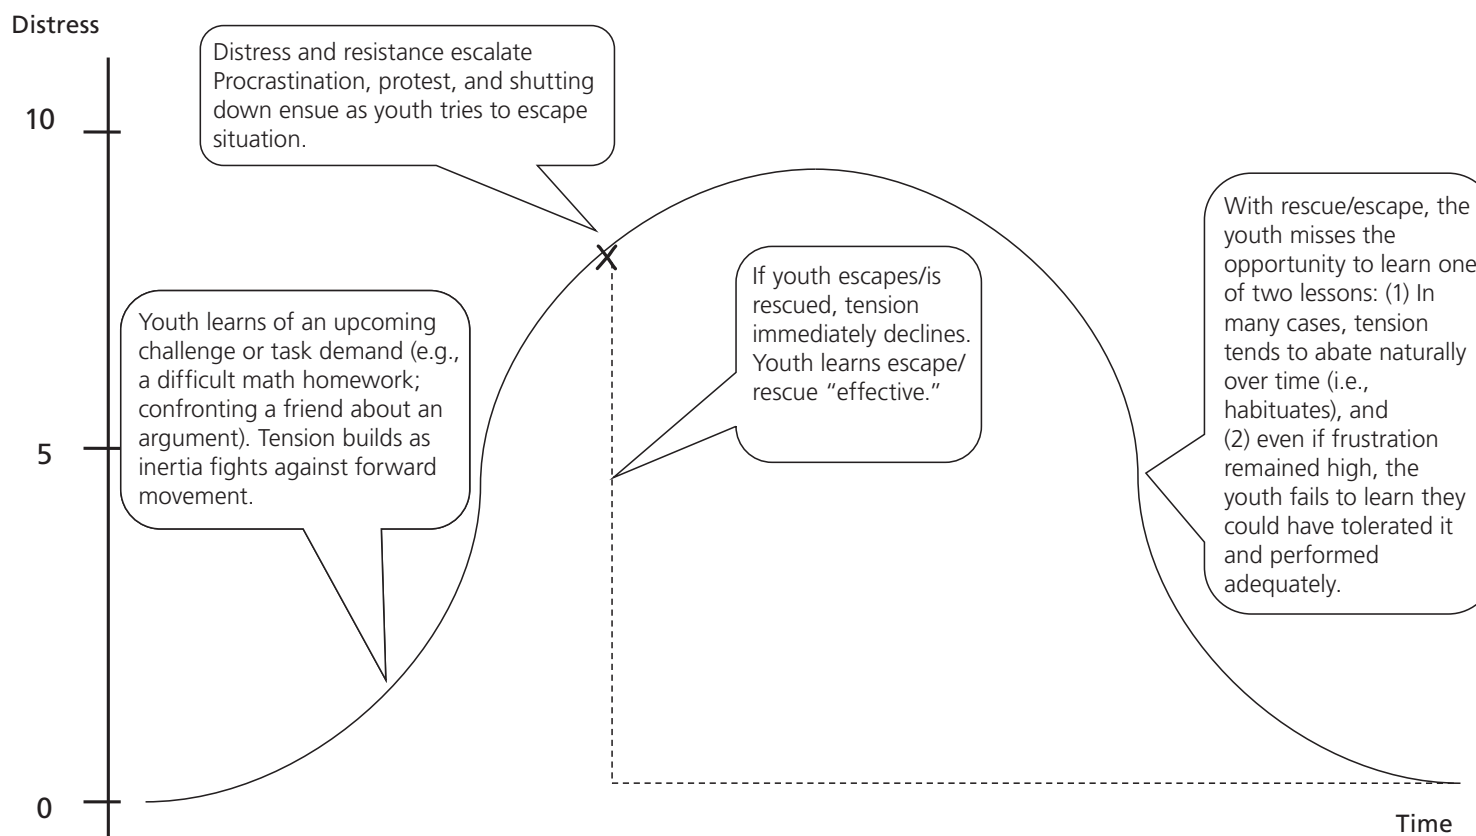 Distress
10
5
0
Distress and resistance escalate
Procrastination, protest, and shutting
down ensue as youth tries to escape
situation.
Youth learns of an upcoming
challenge or task demand (e.g.,
a difficult math homework;
confronting a friend about an
argument). Tension builds as
inertia fights against forward
movement.
If youth escapes/is
rescued, tension
immediately declines.
Youth learns escape/
rescue “effective.”
With rescue/escape, the
youth misses the
opportunity to learn one
of two lessons: (1) In
many cases, tension
tends to abate naturally
over time (i.e.,
habituates), and
(2) even if frustration
remained high, the
youth fails to learn they
could have tolerated it
and performed
adequately.
Time